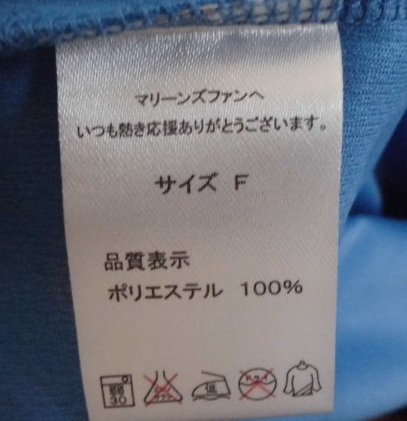 マリーンズファンへ
いつも熱き応援ありがとうございます。
サイズ F
品質表示
ポリエステル 100%
30 低